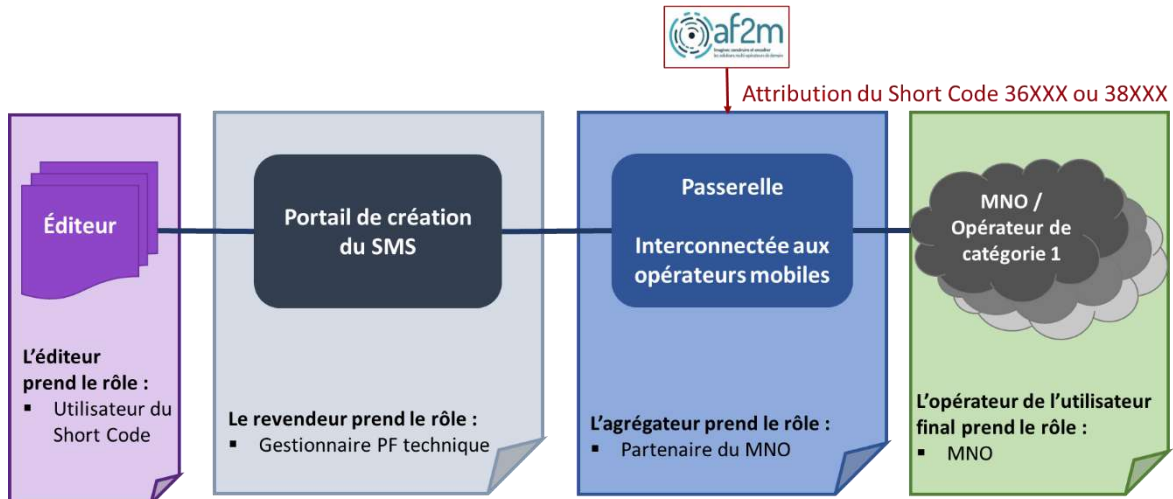 af2m
Attribution du Short Code 36XXX ou 38XXX
Éditeur
L'éditeur
prend le rôle :
▪ Utilisateur du
Short Code
Portail de création
du SMS
Le revendeur prend le rôle :
▪ Gestionnaire PF technique
Passerelle
Interconnectée aux
opérateurs mobiles
L'agrégateur prend le rôle :
▪ Partenaire du MNO
MNO /
Opérateur de
catégorie 1
L'opérateur de l'utilisateur
final prend le rôle :
▪ MNO